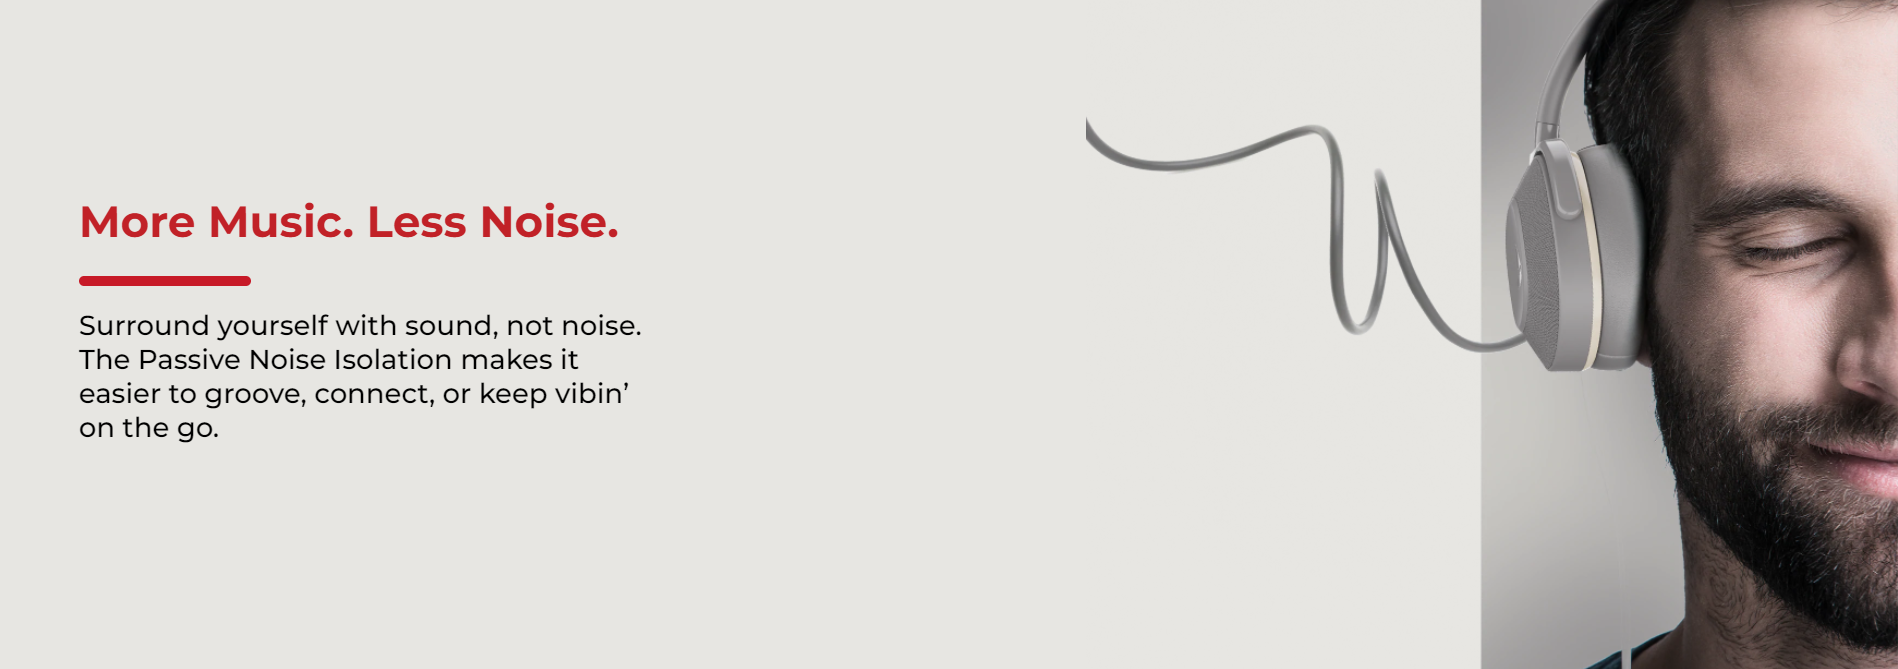 More Music. Less Noise.
Surround yourself with sound, not noise.
The Passive Noise Isolation makes it
easier to groove, connect, or keep vibin’
on the go.